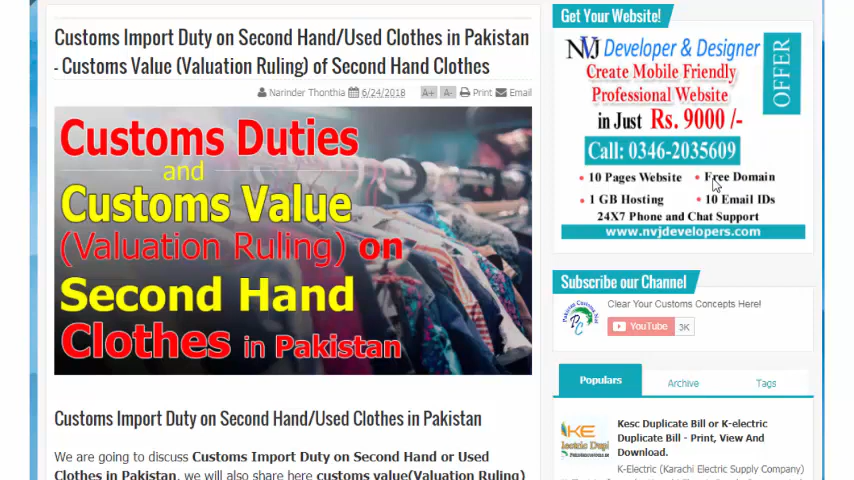 Customs Import Duty on Second Hand/Used Clothes in Pakistan
- Customs Value (Valuation Ruling) of Second Hand Clothes
Narinder Thonthia 6/24/2018 A+ A- Print Email
Customs Duties
and
Customs Value
(Valuation Ruling) on
Second Hand
Clothes in Pakistan
Customs Import Duty on Second Hand/Used Clothes in Pakistan
We are going to discuss Customs Import Duty on Second Hand or Used
Clothes in Pakistan, we will also share here customs value(Valuation Ruling)
Get Your Website!
NVJ Developer & Designer
Create Mobile Friendly
Professional Website
in Just Rs. 9000 /-
OFFER
Call: 0346-2035609
• 10 Pages Website • Free Domain
• 1 GB Hosting • 10 Email IDs
24X7 Phone and Chat Support
www.nvjdevelopers.com
Subscribe our Channel
Clear Your Customs Concepts Here!
PC
YouTube 3K
Populars Archive Tags
Kesc Duplicate Bill or K-electric
Duplicate Bill - Print, View And
Download.
K-Electric (Karachi Electric Supply Company)
KE